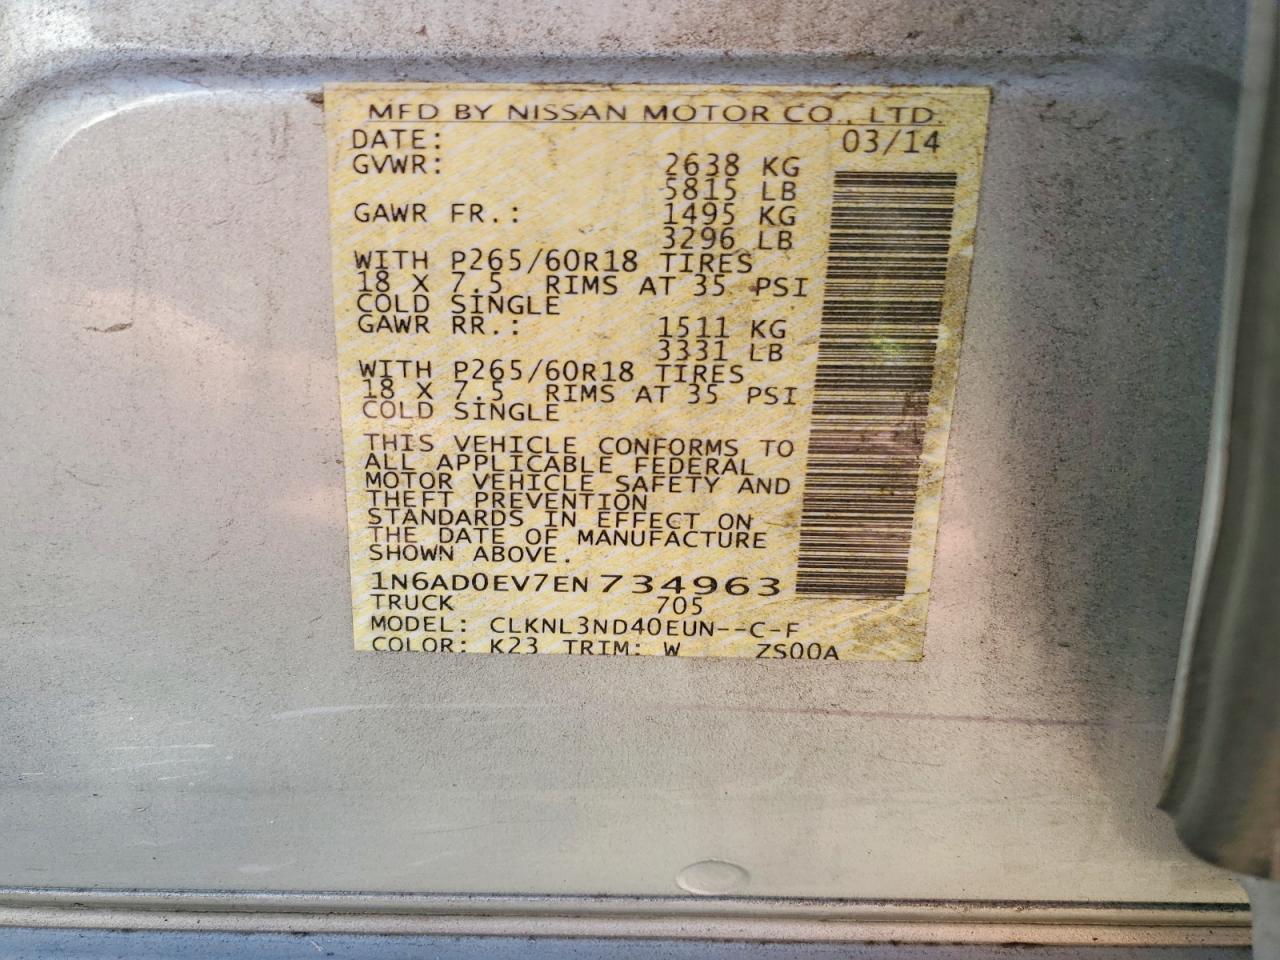 MFD BY NISSAN MOTOR CO., LTD.
DATE: 03/14
GVWR: 2638 KG
5815 LB
GAWR FR.: 1495 KG
3296 LB
WITH P265/60R18 TIRES
18 X 7.5 RIMS AT 35 PSI
COLD SINGLE
GAWR RR.: 1511 KG
3331 LB
WITH P265/60R18 TIRES
18 X 7.5 RIMS AT 35 PSI
COLD SINGLE
THIS VEHICLE CONFORMS TO
ALL APPLICABLE FEDERAL
MOTOR VEHICLE SAFETY AND
THEFT PREVENTION
STANDARDS IN EFFECT ON
THE DATE OF MANUFACTURE
SHOWN ABOVE.
1N6AD0EV7EN 734963
TRUCK 705
MODEL: CLKNL3ND40EUN--C-F
COLOR: K23 TRIM: W ZS00A